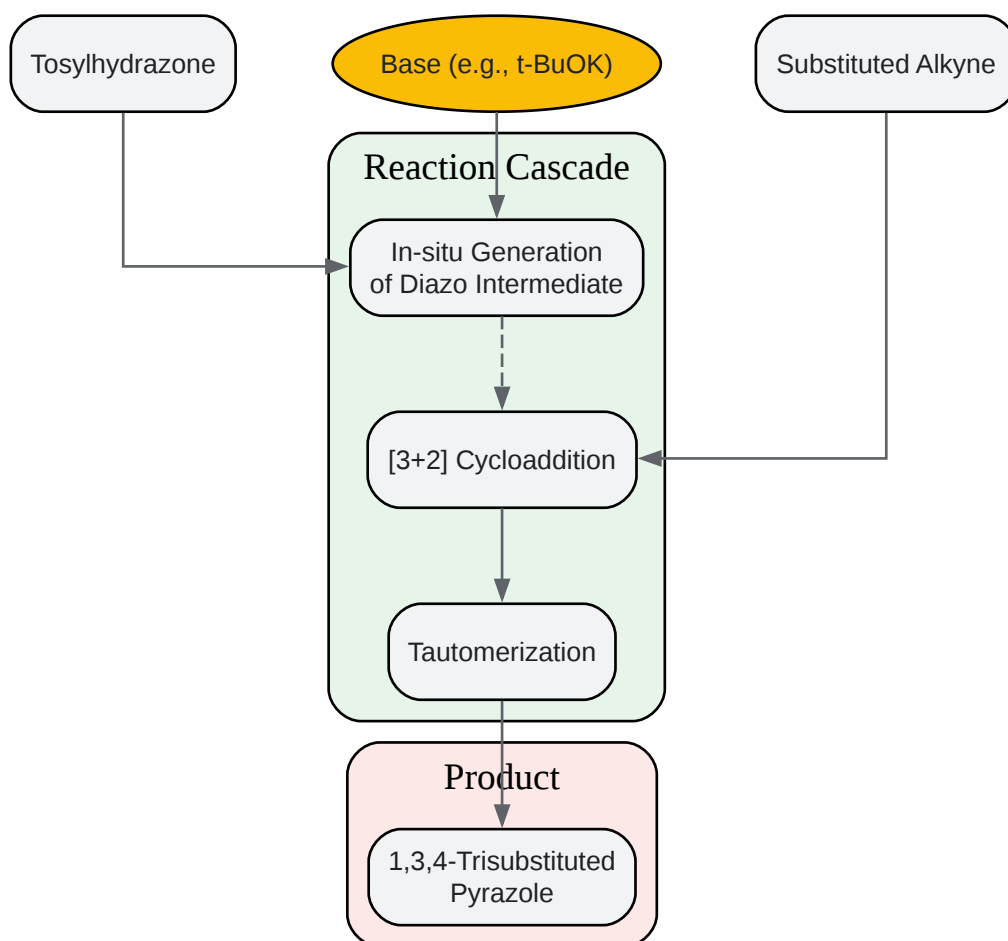 Tosylhydrazone
Base (e.g., t-BuOK)
Substituted Alkyne
Reaction Cascade
In-situ Generation
of Diazo Intermediate
[3+2] Cycloaddition
Tautomerization
Product
1,3,4-Trisubstituted
Pyrazole